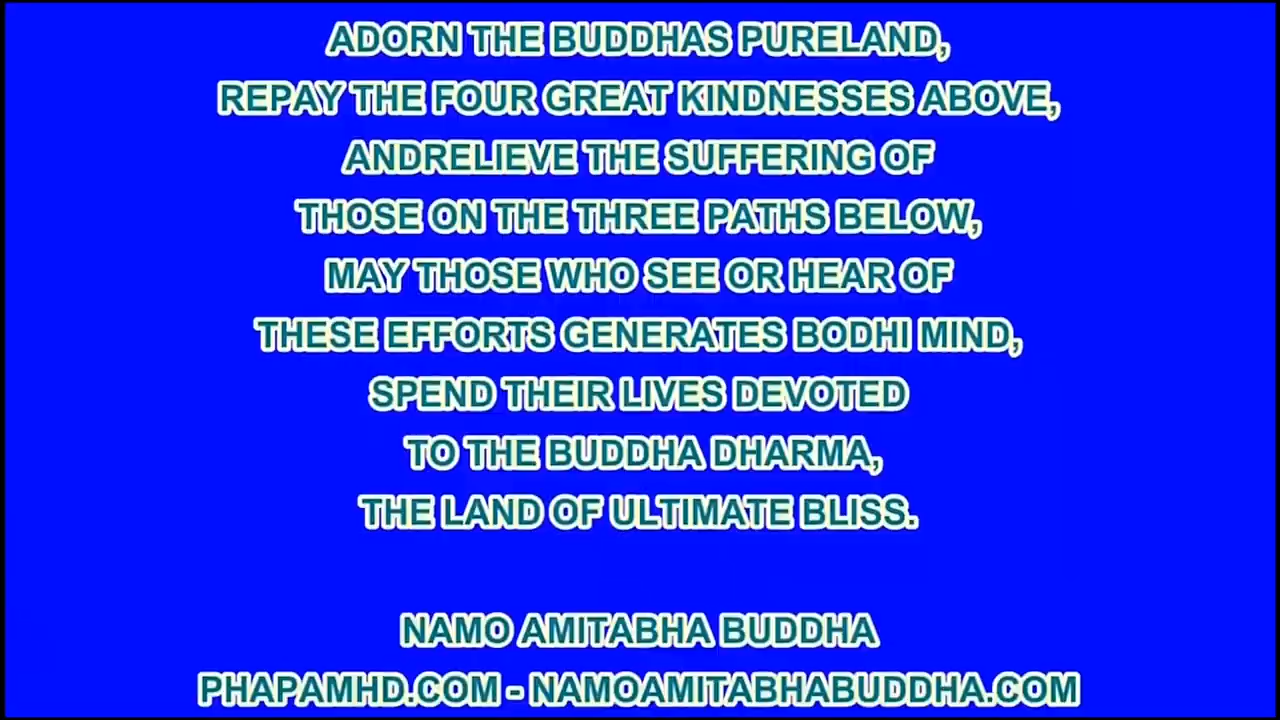 ADORN THE BUDDHAS PURELAND,
REPAY THE FOUR GREAT KINDNESSES ABOVE,
ANDRELIEVE THE SUFFERING OF
THOSE ON THE THREE PATHS BELOW,
MAY THOSE WHO SEE OR HEAR OF
THESE EFFORTS GENERATES BODHI MIND,
SPEND THEIR LIVES DEVOTED
TO THE BUDDHA DHARMA,
THE LAND OF ULTIMATE BLISS.
NAMO AMITABHA BUDDHA
PHAPAMHD.COM - NAMOAMITABHABUDDHA.COM